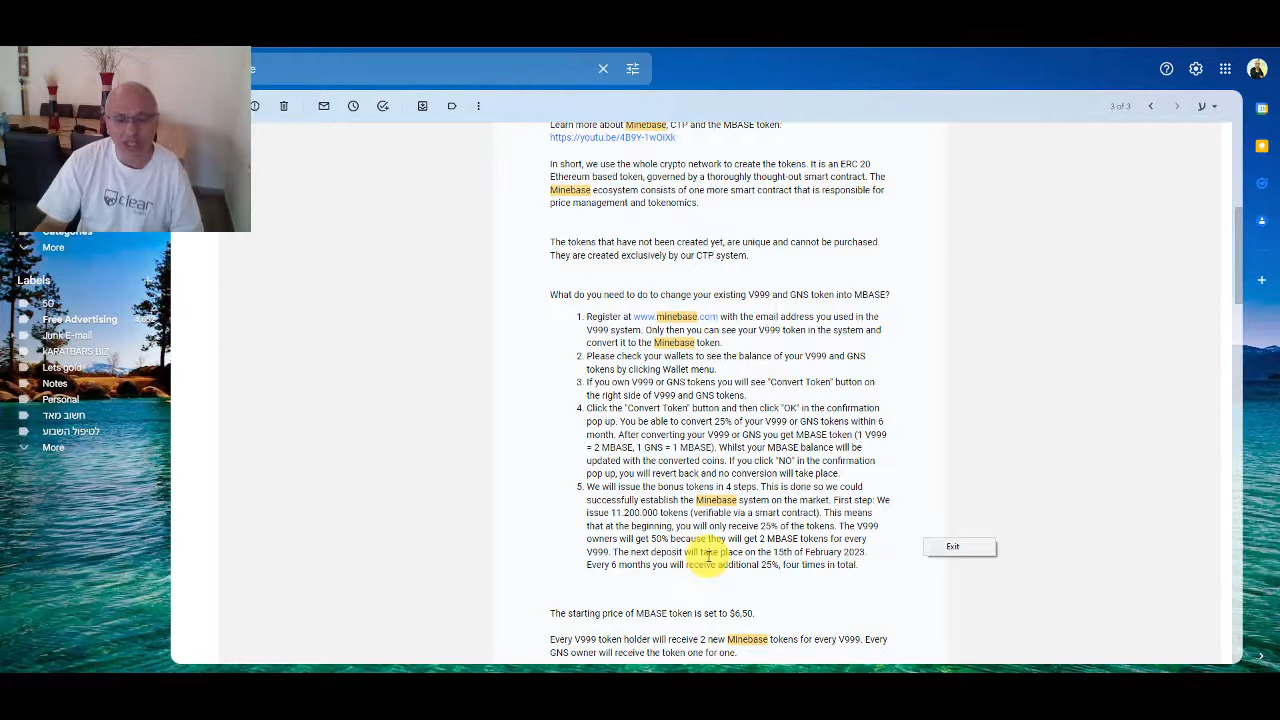 clear
e
3 of 3
Categories
More
Labels
50
Free Advertising
Junk E-mail
KARATBARS BIZ
Lets gold
Notes
Personal
חשוב מאד
לטיפול השבוע
More
Learn more about Minebase, CTP and the MBASE token:
https://youtu.be/4B9Y-1wOiXk
In short, we use the whole crypto network to create the tokens. It is an ERC 20
Ethereum based token, governed by a thoroughly thought-out smart contract. The
Minebase ecosystem consists of one more smart contract that is responsible for
price management and tokenomics.
The tokens that have not been created yet, are unique and cannot be purchased.
They are created exclusively by our CTP system.
What do you need to do to change your existing V999 and GNS token into MBASE?
1. Register at www.minebase.com with the email address you used in the
V999 system. Only then you can see your V999 token in the system and
convert it to the Minebase token.
2. Please check your wallets to see the balance of your V999 and GNS
tokens by clicking Wallet menu.
3. If you own V999 or GNS tokens you will see "Convert Token" button on
the right side of V999 and GNS tokens.
4. Click the "Convert Token" button and then click "OK" in the confirmation
pop up. You be able to convert 25% of your V999 or GNS tokens within 6
month. After converting your V999 or GNS you get MBASE token (1 V999
= 2 MBASE, 1 GNS = 1 MBASE). Whilst your MBASE balance will be
updated with the converted coins. If you click "NO" in the confirmation
pop up, you will revert back and no conversion will take place.
5. We will issue the bonus tokens in 4 steps. This is done so we could
successfully establish the Minebase system on the market. First step: We
issue 11.200.000 tokens (verifiable via a smart contract). This means
that at the beginning, you will only receive 25% of the tokens. The V999
owners will get 50% because they will get 2 MBASE tokens for every
V999. The next deposit will take place on the 15th of February 2023.
Every 6 months you will receive additional 25%, four times in total.
Exit
The starting price of MBASE token is set to $6,50.
Every V999 token holder will receive 2 new Minebase tokens for every V999. Every
GNS owner will receive the token one for one.